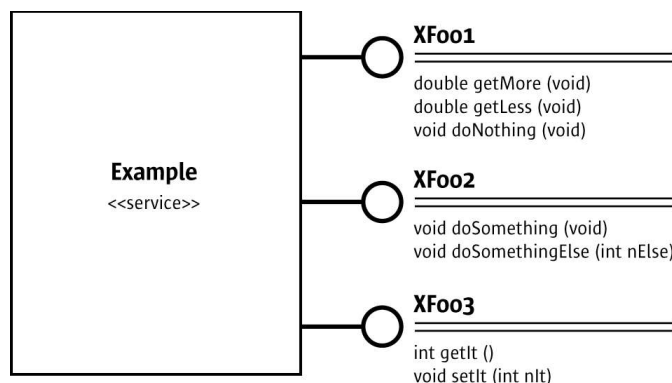 XFoo1
double getMore (void)
double getLess (void)
void doNothing (void)
Example
<<service>>
XFoo2
void doSomething (void)
void doSomethingElse (int nElse)
XFoo3
int getIt ()
void setIt (int nIt)